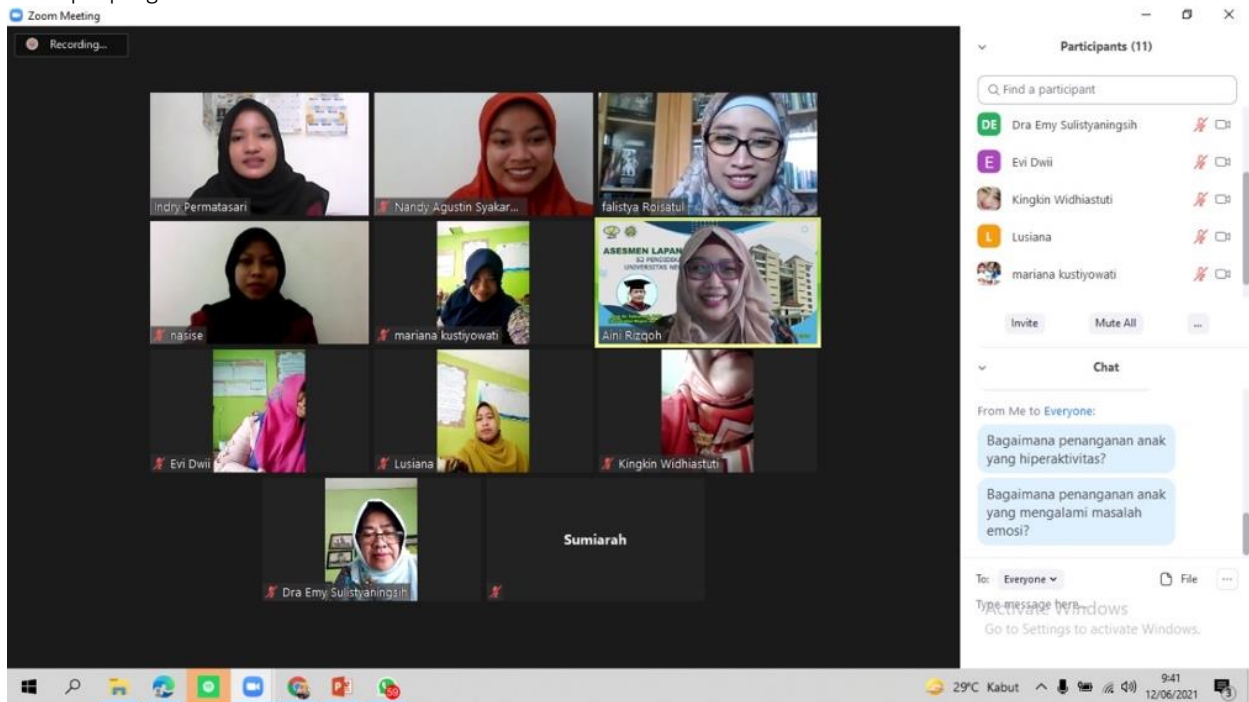 Zoom Meeting
Recording...
Indry Permatasari
Nandy Agustin Syakar...
falistya Roisatul
nasise
mariana kustiyowati
ASESMEN LAPAN
UNIVERSITAS NE
Aini Rizqoh
Evi Dwii
Lusiana
Kingkin Widhiastuti
Dra Emy Sulistyaningsih
Sumiarah
Participants (11)
Find a participant
DE Dra Emy Sulistyaningsih
E Evi Dwii
Kingkin Widhiastuti
L Lusiana
mariana kustiyowati
Invite Mute All ...
Chat
From Me to Everyone:
Bagaimana penanganan anak
yang hiperaktivitas?
Bagaimana penanganan anak
yang mengalami masalah
emosi?
To: Everyone File ...
Type message here...
Activate Windows
Go to Settings to activate Windows.
59
29°C Kabut
9:41
12/06/2021
3